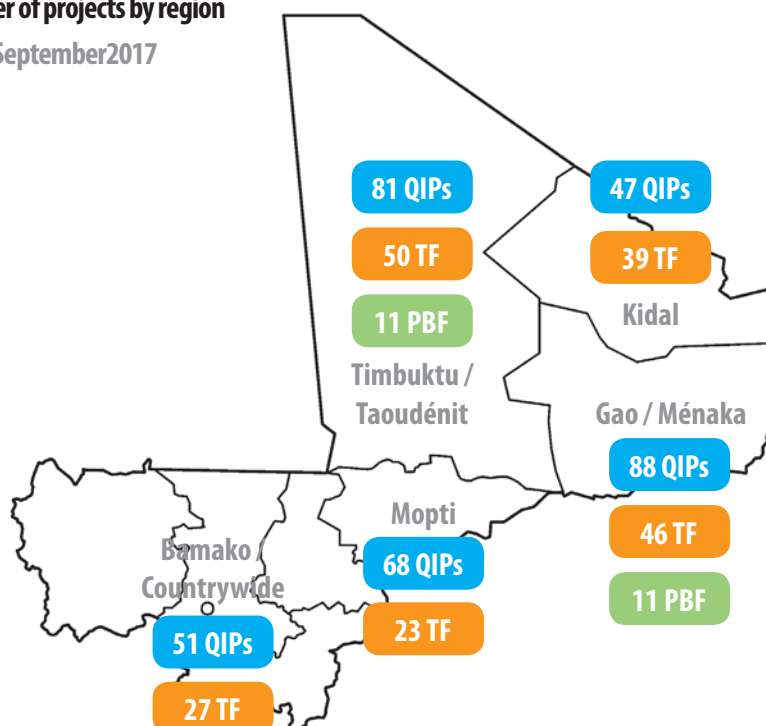 of projects by region
September2017
81 QIPs
50 TF
11 PBF
Timbuktu /
Taoudénit
47 QIPs
39 TF
Kidal
Gao / Ménaka
88 QIPs
46 TF
11 PBF
Mopti
68 QIPs
23 TF
Bamako /
Countrywide
51 QIPs
27 TF